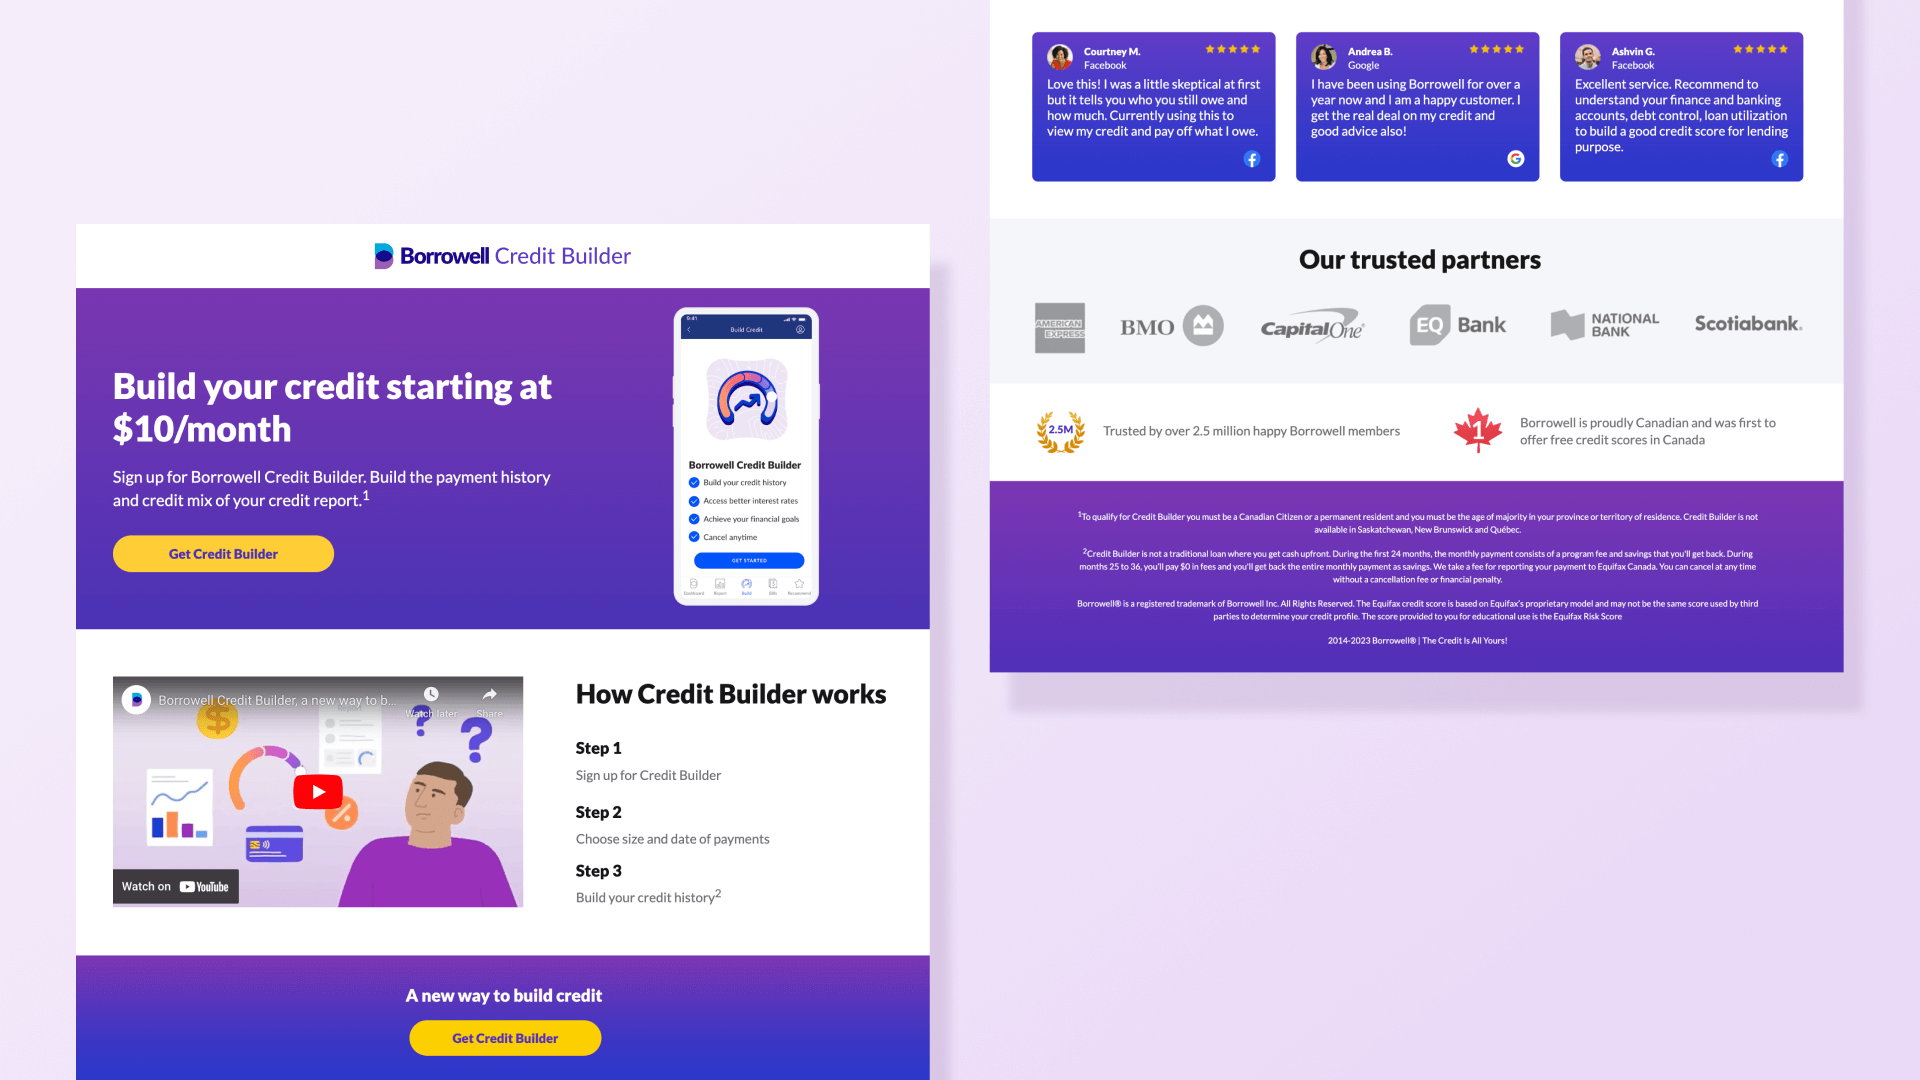 Borrowell Credit Builder
Build your credit starting at
$10/month
Sign up for Borrowell Credit Builder. Build the payment history
and credit mix of your credit report.1
Get Credit Builder
9:41
Build Credit
Borrowell Credit Builder
Build your credit history
Access better interest rates
Achieve your financial goals
Cancel anytime
GET STARTED
Dashboard Report Build Bills Recommend
Borrowell Credit Builder, a new way to b...
Watch later Share
Watch on YouTube
How Credit Builder works
Step 1
Sign up for Credit Builder
Step 2
Choose size and date of payments
Step 3
Build your credit history2
A new way to build credit
Get Credit Builder
Courtney M.
Facebook
Love this! I was a little skeptical at first
but it tells you who you still owe and
how much. Currently using this to
view my credit and pay off what I owe.
Andrea B.
Google
I have been using Borrowell for over a
year now and I am a happy customer. I
get the real deal on my credit and
good advice also!
Ashvin G.
Facebook
Excellent service. Recommend to
understand your finance and banking
accounts, debt control, loan utilization
to build a good credit score for lending
purpose.
Our trusted partners
AMERICAN
EXPRESS
BMO
Capital One
EQ Bank
NATIONAL
BANK
Scotiabank®
2.5M
Trusted by over 2.5 million happy Borrowell members
1
Borrowell is proudly Canadian and was first to
offer free credit scores in Canada
1To qualify for Credit Builder you must be a Canadian Citizen or a permanent resident and you must be the age of majority in your province or territory of residence. Credit Builder is not
available in Saskatchewan, New Brunswick and Québec.
2Credit Builder is not a traditional loan where you get cash upfront. During the first 24 months, the monthly payment consists of a program fee and savings that you'll get back. During
months 25 to 36, you'll pay $0 in fees and you'll get back the entire monthly payment as savings. We take a fee for reporting your payment to Equifax Canada. You can cancel at any time
without a cancellation fee or financial penalty.
Borrowell® is a registered trademark of Borrowell Inc. All Rights Reserved. The Equifax credit score is based on Equifax's proprietary model and may not be the same score used by third
parties to determine your credit profile. The score provided to you for educational use is the Equifax Risk Score
2014-2023 Borrowell® | The Credit Is All Yours!